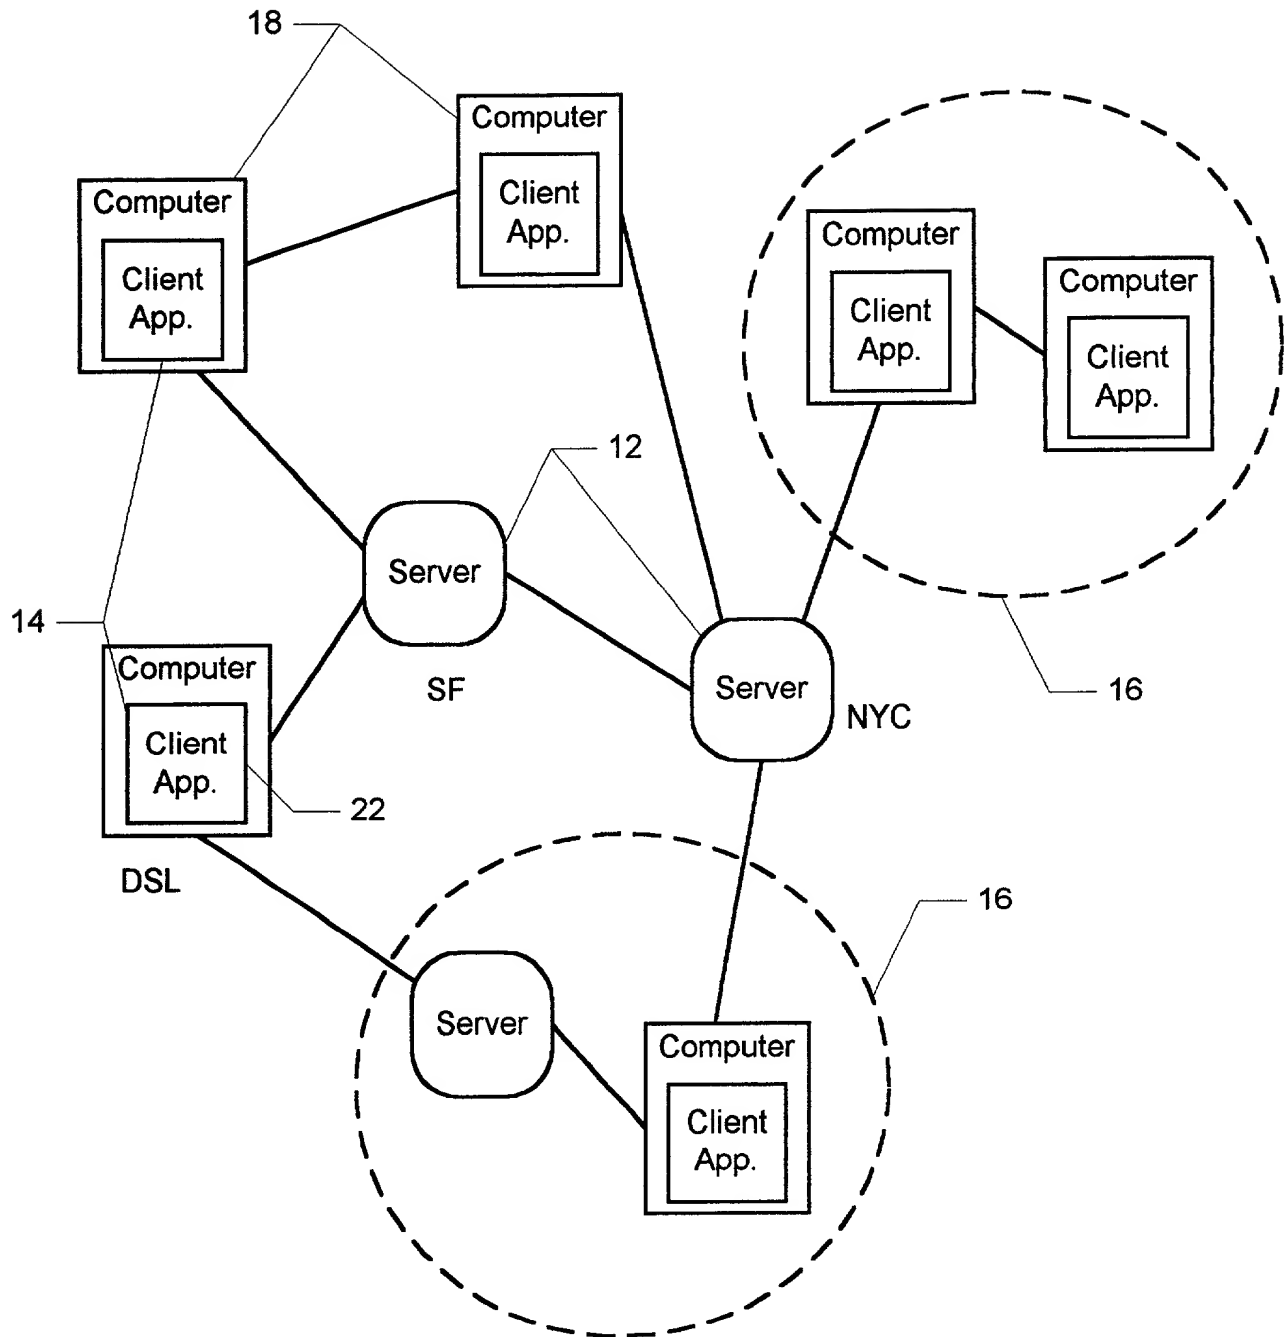 18
Computer
Client
App.
Computer
Client
App.
Computer
Client
App.
Computer
Client
App.
12
Server
14
SF
Server
NYC
16
Computer
Client
App.
22
DSL
16
Server
Computer
Client
App.